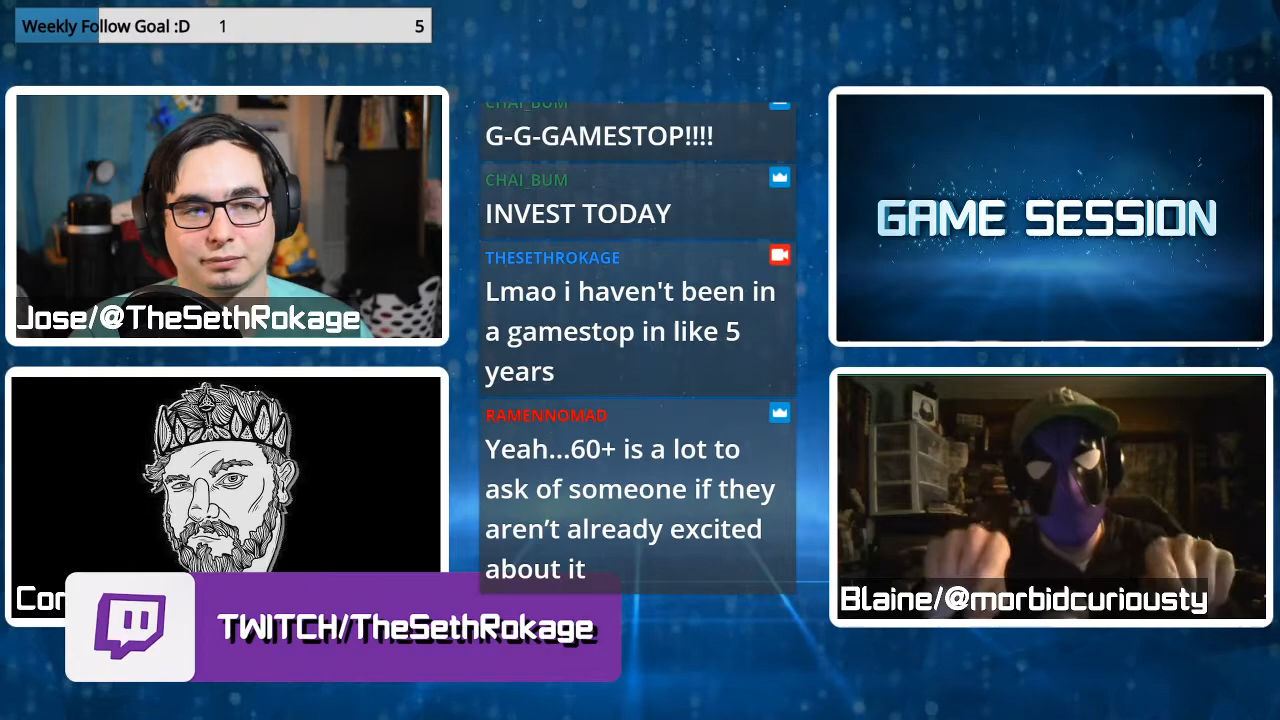 Weekly Follow Goal :D 1 5
CHAI_BUM
G-G-GAMESTOP!!!!
CHAI_BUM
INVEST TODAY
THESETHROKAGE
Lmao i haven't been in
a gamestop in like 5
years
RAMENNOMAD
Yeah...60+ is a lot to
ask of someone if they
aren’t already excited
about it
Jose/@TheSethRokage
GAME SESSION
Blaine/@morbidcuriousty
TWITCH/TheSethRokage